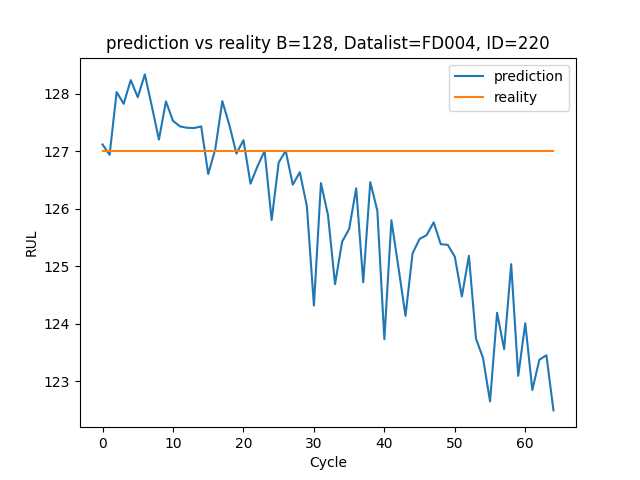 prediction vs reality B=128, Datalist=FD004, ID=220
prediction
reality
128
127
126
125
124
123
RUL
0 10 20 30 40 50 60
Cycle